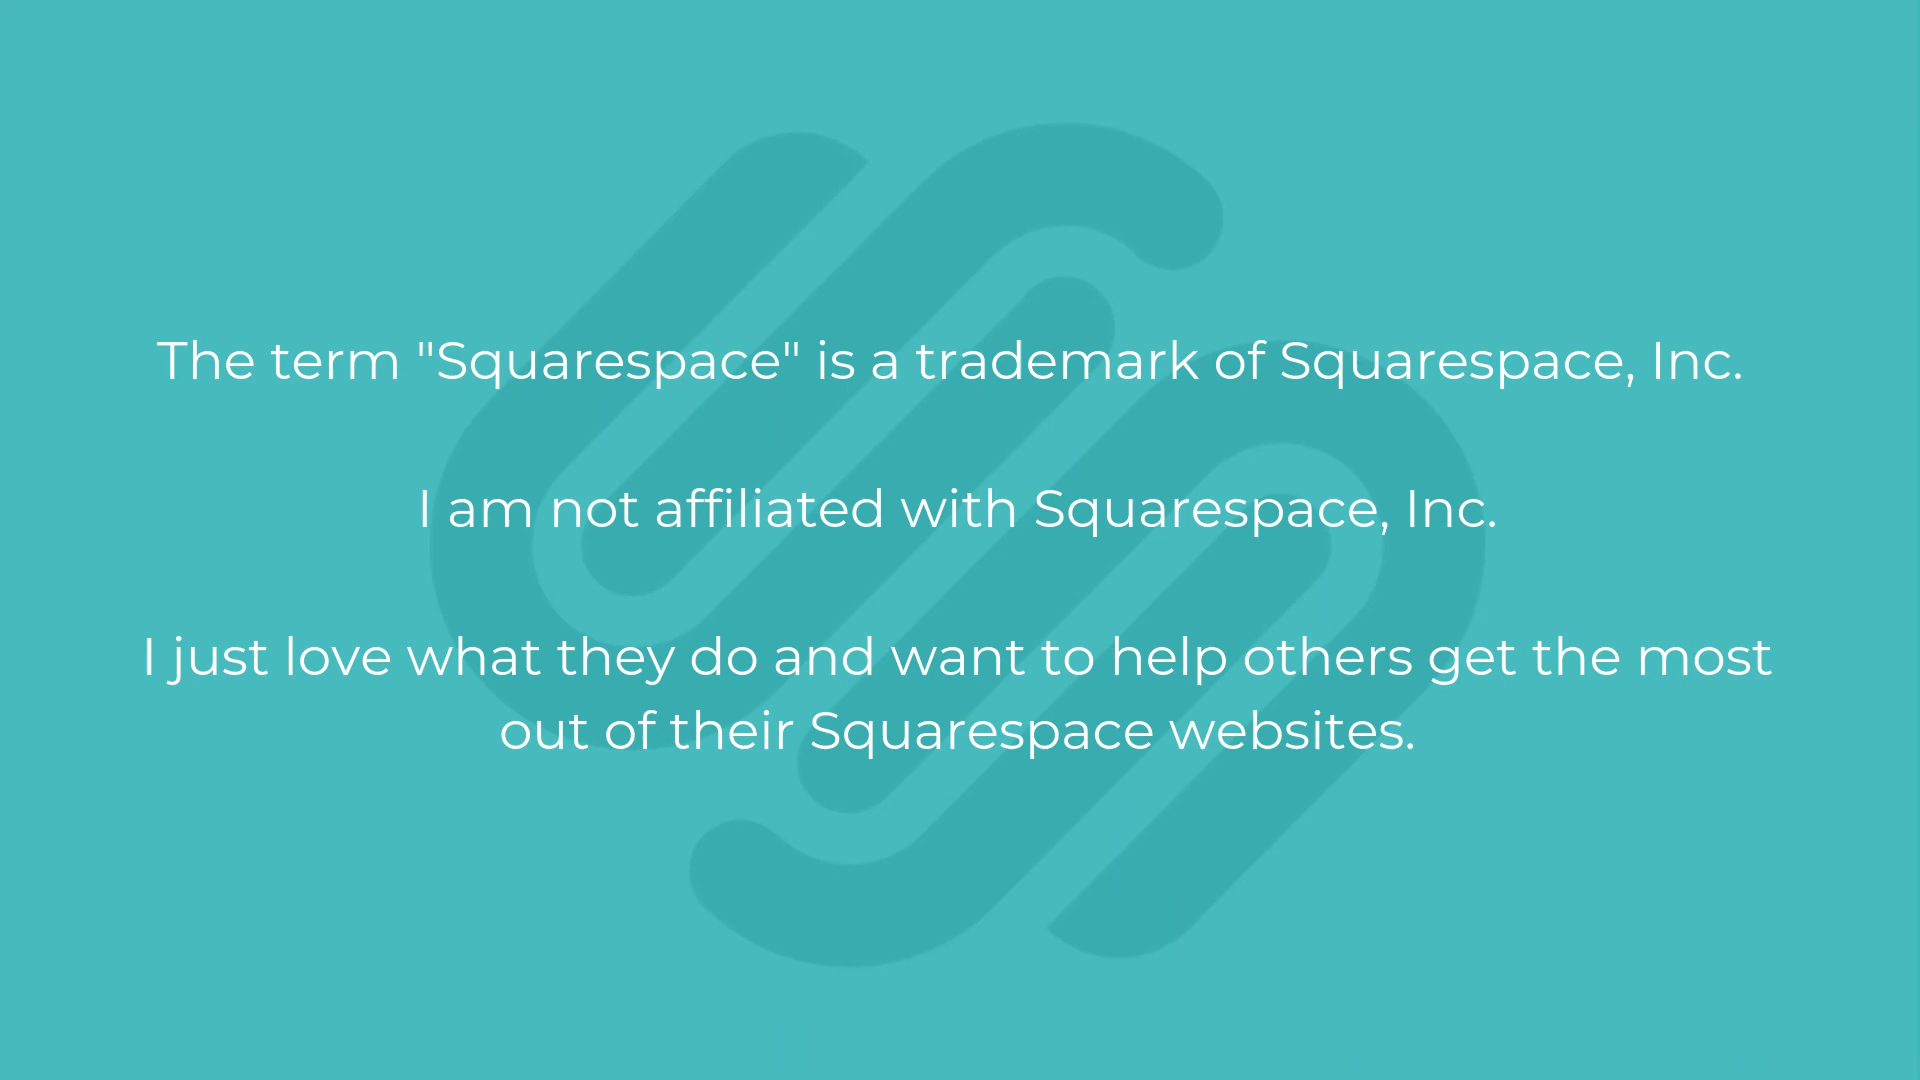 The term "Squarespace" is a trademark of Squarespace, Inc.
I am not affiliated with Squarespace, Inc.
I just love what they do and want to help others get the most
out of their Squarespace websites.